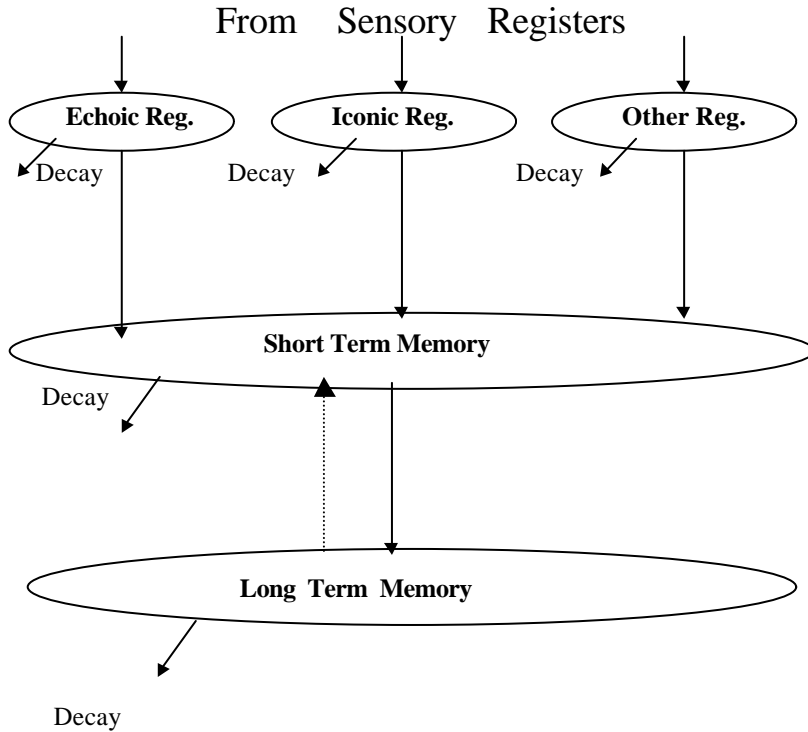 From Sensory Registers
Echoic Reg. Iconic Reg. Other Reg.
Decay Decay Decay
Short Term Memory
Decay
Long Term Memory
Decay